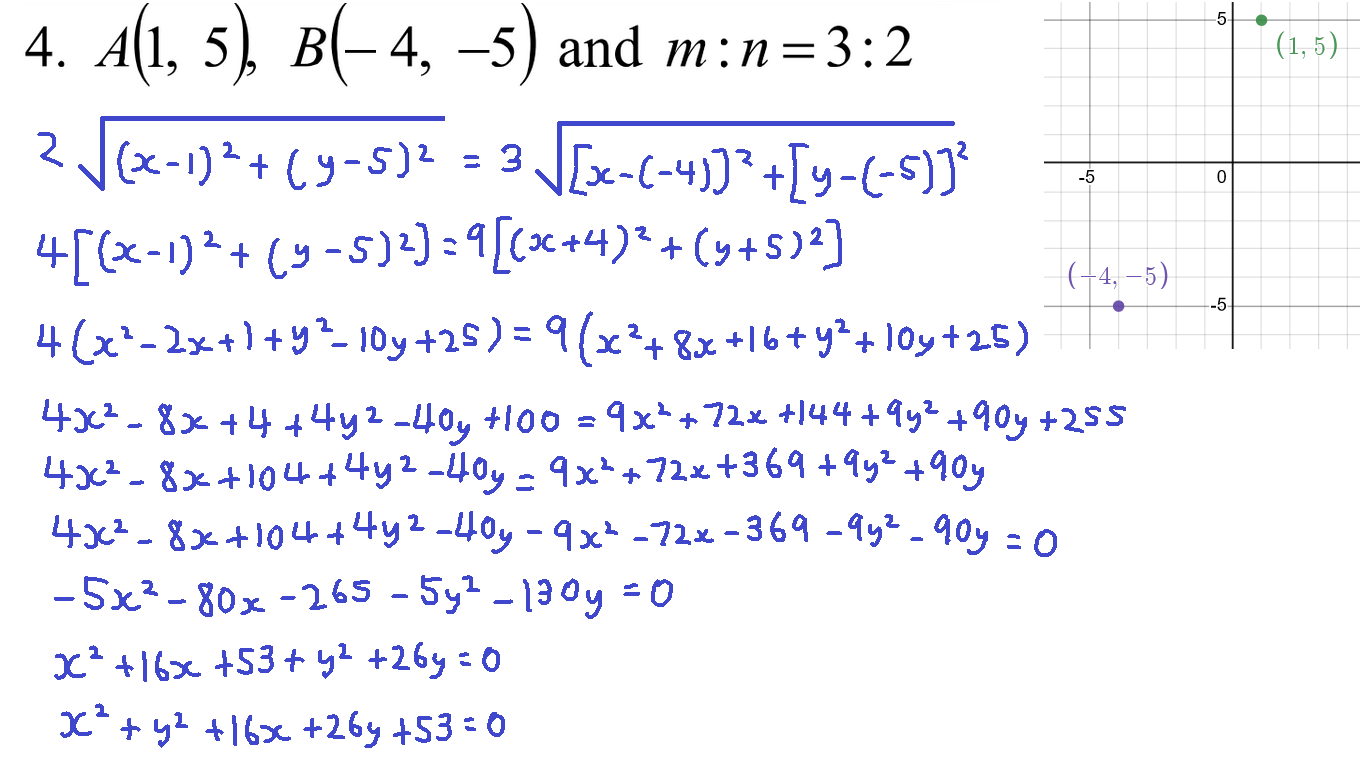 4. A(1, 5), B(−4, −5) and m : n = 3 : 2
2√((x-1)² + (y-5)²) = 3√([x-(-4)]² + [y-(-5)]²)
4[(x-1)² + (y-5)²] = 9[(x+4)² + (y+5)²]
4(x²-2x+1+y²-10y+25) = 9(x²+8x+16+y²+10y+25)
4x² - 8x + 4 + 4y² - 40y + 100 = 9x² + 72x + 144 + 9y² + 90y + 255
4x² - 8x + 104 + 4y² - 40y = 9x² + 72x + 369 + 9y² + 90y
4x² - 8x + 104 + 4y² - 40y - 9x² - 72x - 369 - 9y² - 90y = 0
-5x² - 80x - 265 - 5y² - 130y = 0
x² + 16x + 53 + y² + 26y = 0
x² + y² + 16x + 26y + 53 = 0
5
(1, 5)
-5
0
(−4, −5)
-5